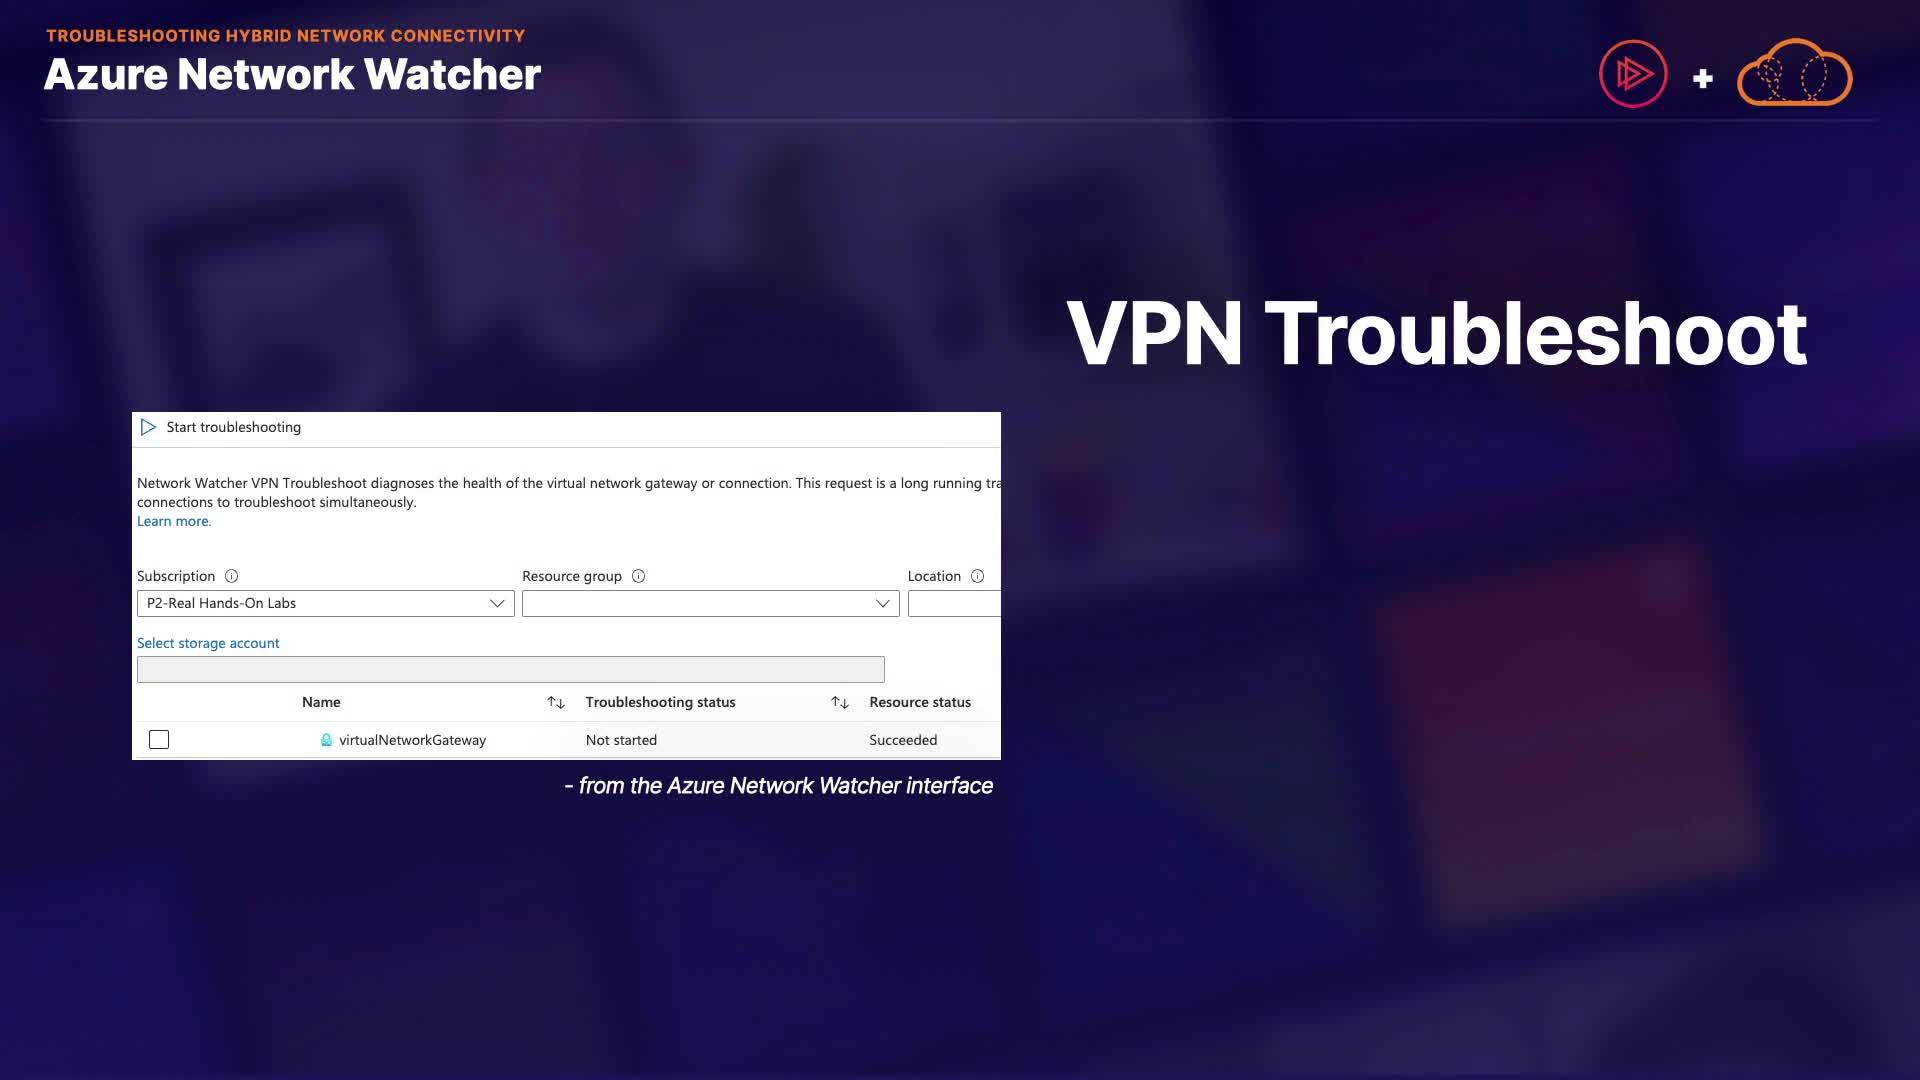 TROUBLESHOOTING HYBRID NETWORK CONNECTIVITY
Azure Network Watcher
+
VPN Troubleshoot
Start troubleshooting
Network Watcher VPN Troubleshoot diagnoses the health of the virtual network gateway or connection. This request is a long running tra
connections to troubleshoot simultaneously.
Learn more.
Subscription Resource group Location
P2-Real Hands-On Labs
Select storage account
Name Troubleshooting status Resource status
virtualNetworkGateway Not started Succeeded
- from the Azure Network Watcher interface